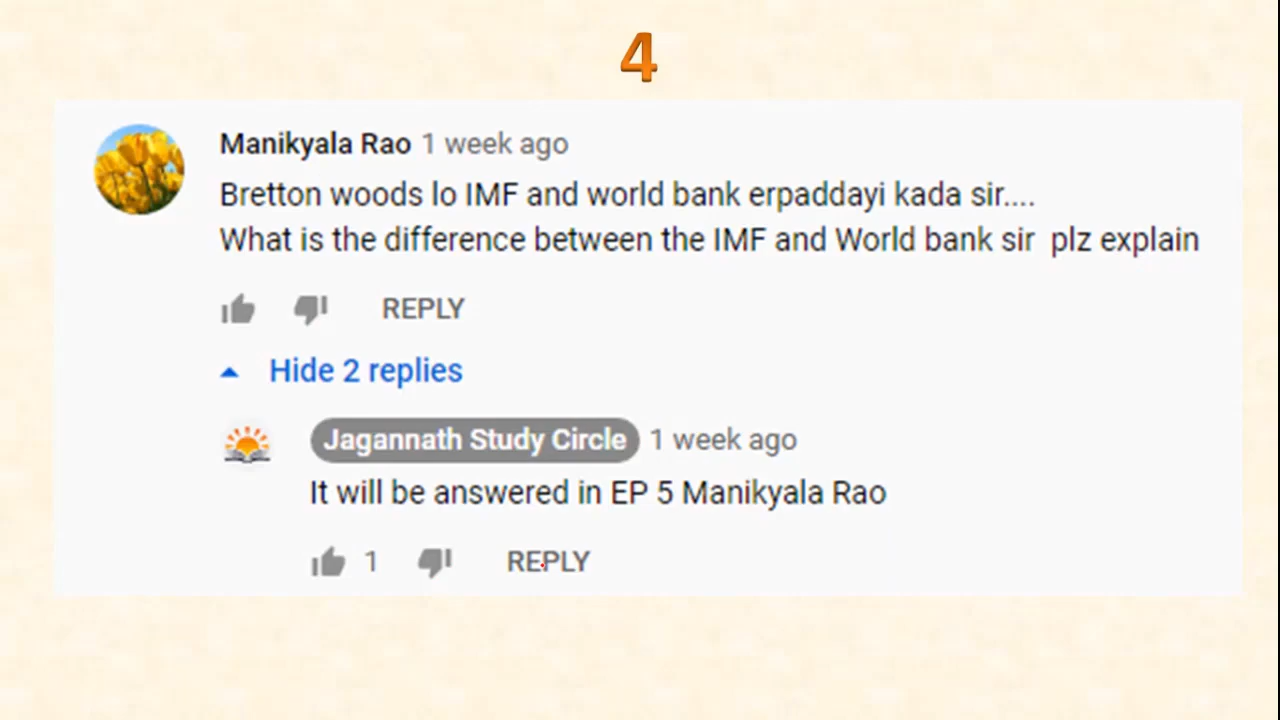 4
Manikyala Rao 1 week ago
Bretton woods lo IMF and world bank erpaddayi kada sir....
What is the difference between the IMF and World bank sir  plz explain
REPLY
Hide 2 replies
Jagannath Study Circle 1 week ago
It will be answered in EP 5 Manikyala Rao
1 REPLY